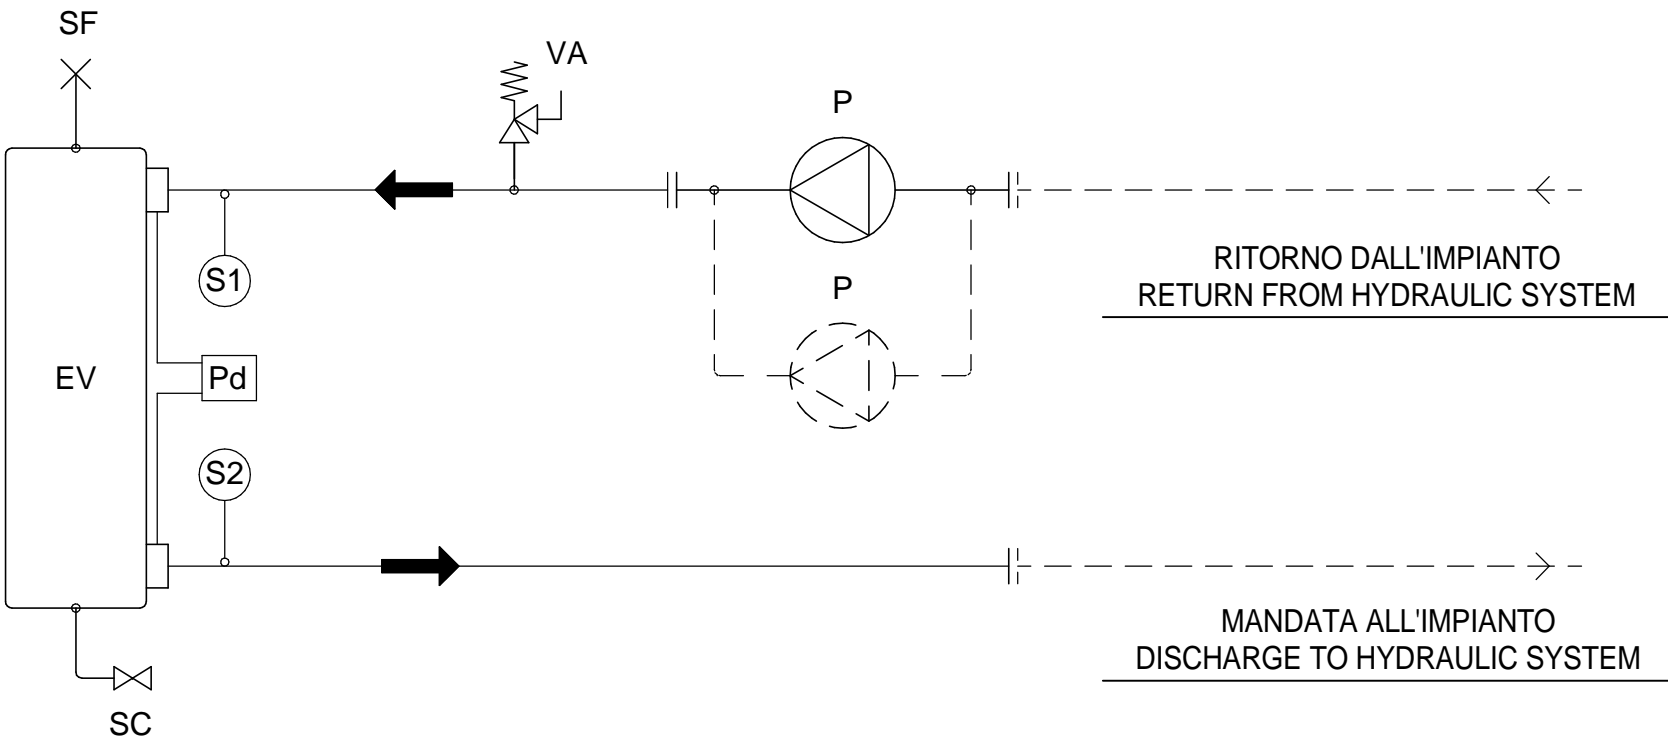 SF
VA
P
S1
RITORNO DALL'IMPIANTO
RETURN FROM HYDRAULIC SYSTEM
P
EV
Pd
S2
MANDATA ALL'IMPIANTO
DISCHARGE TO HYDRAULIC SYSTEM
SC